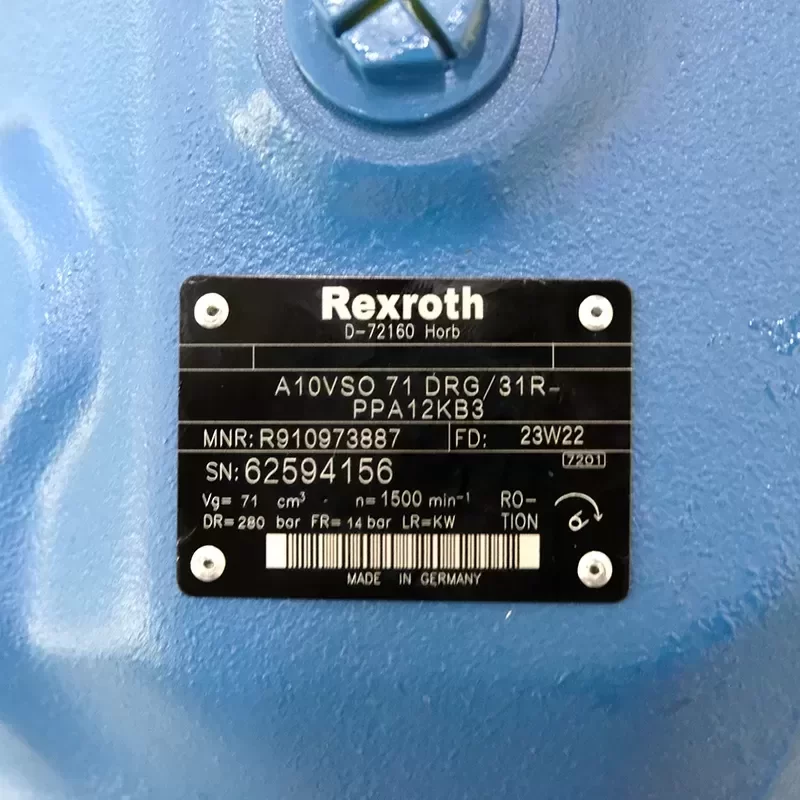 Rexroth
D-72160 Horb
A10VSO 71 DRG/31R-
PPA12KB3
MNR: R910973887 FD: 23W22
7201
SN: 62594156
Vg= 71 cm³ n= 1500 min⁻¹ RO-
DR= 280 bar FR= 14 bar LR=KW TION
MADE IN GERMANY